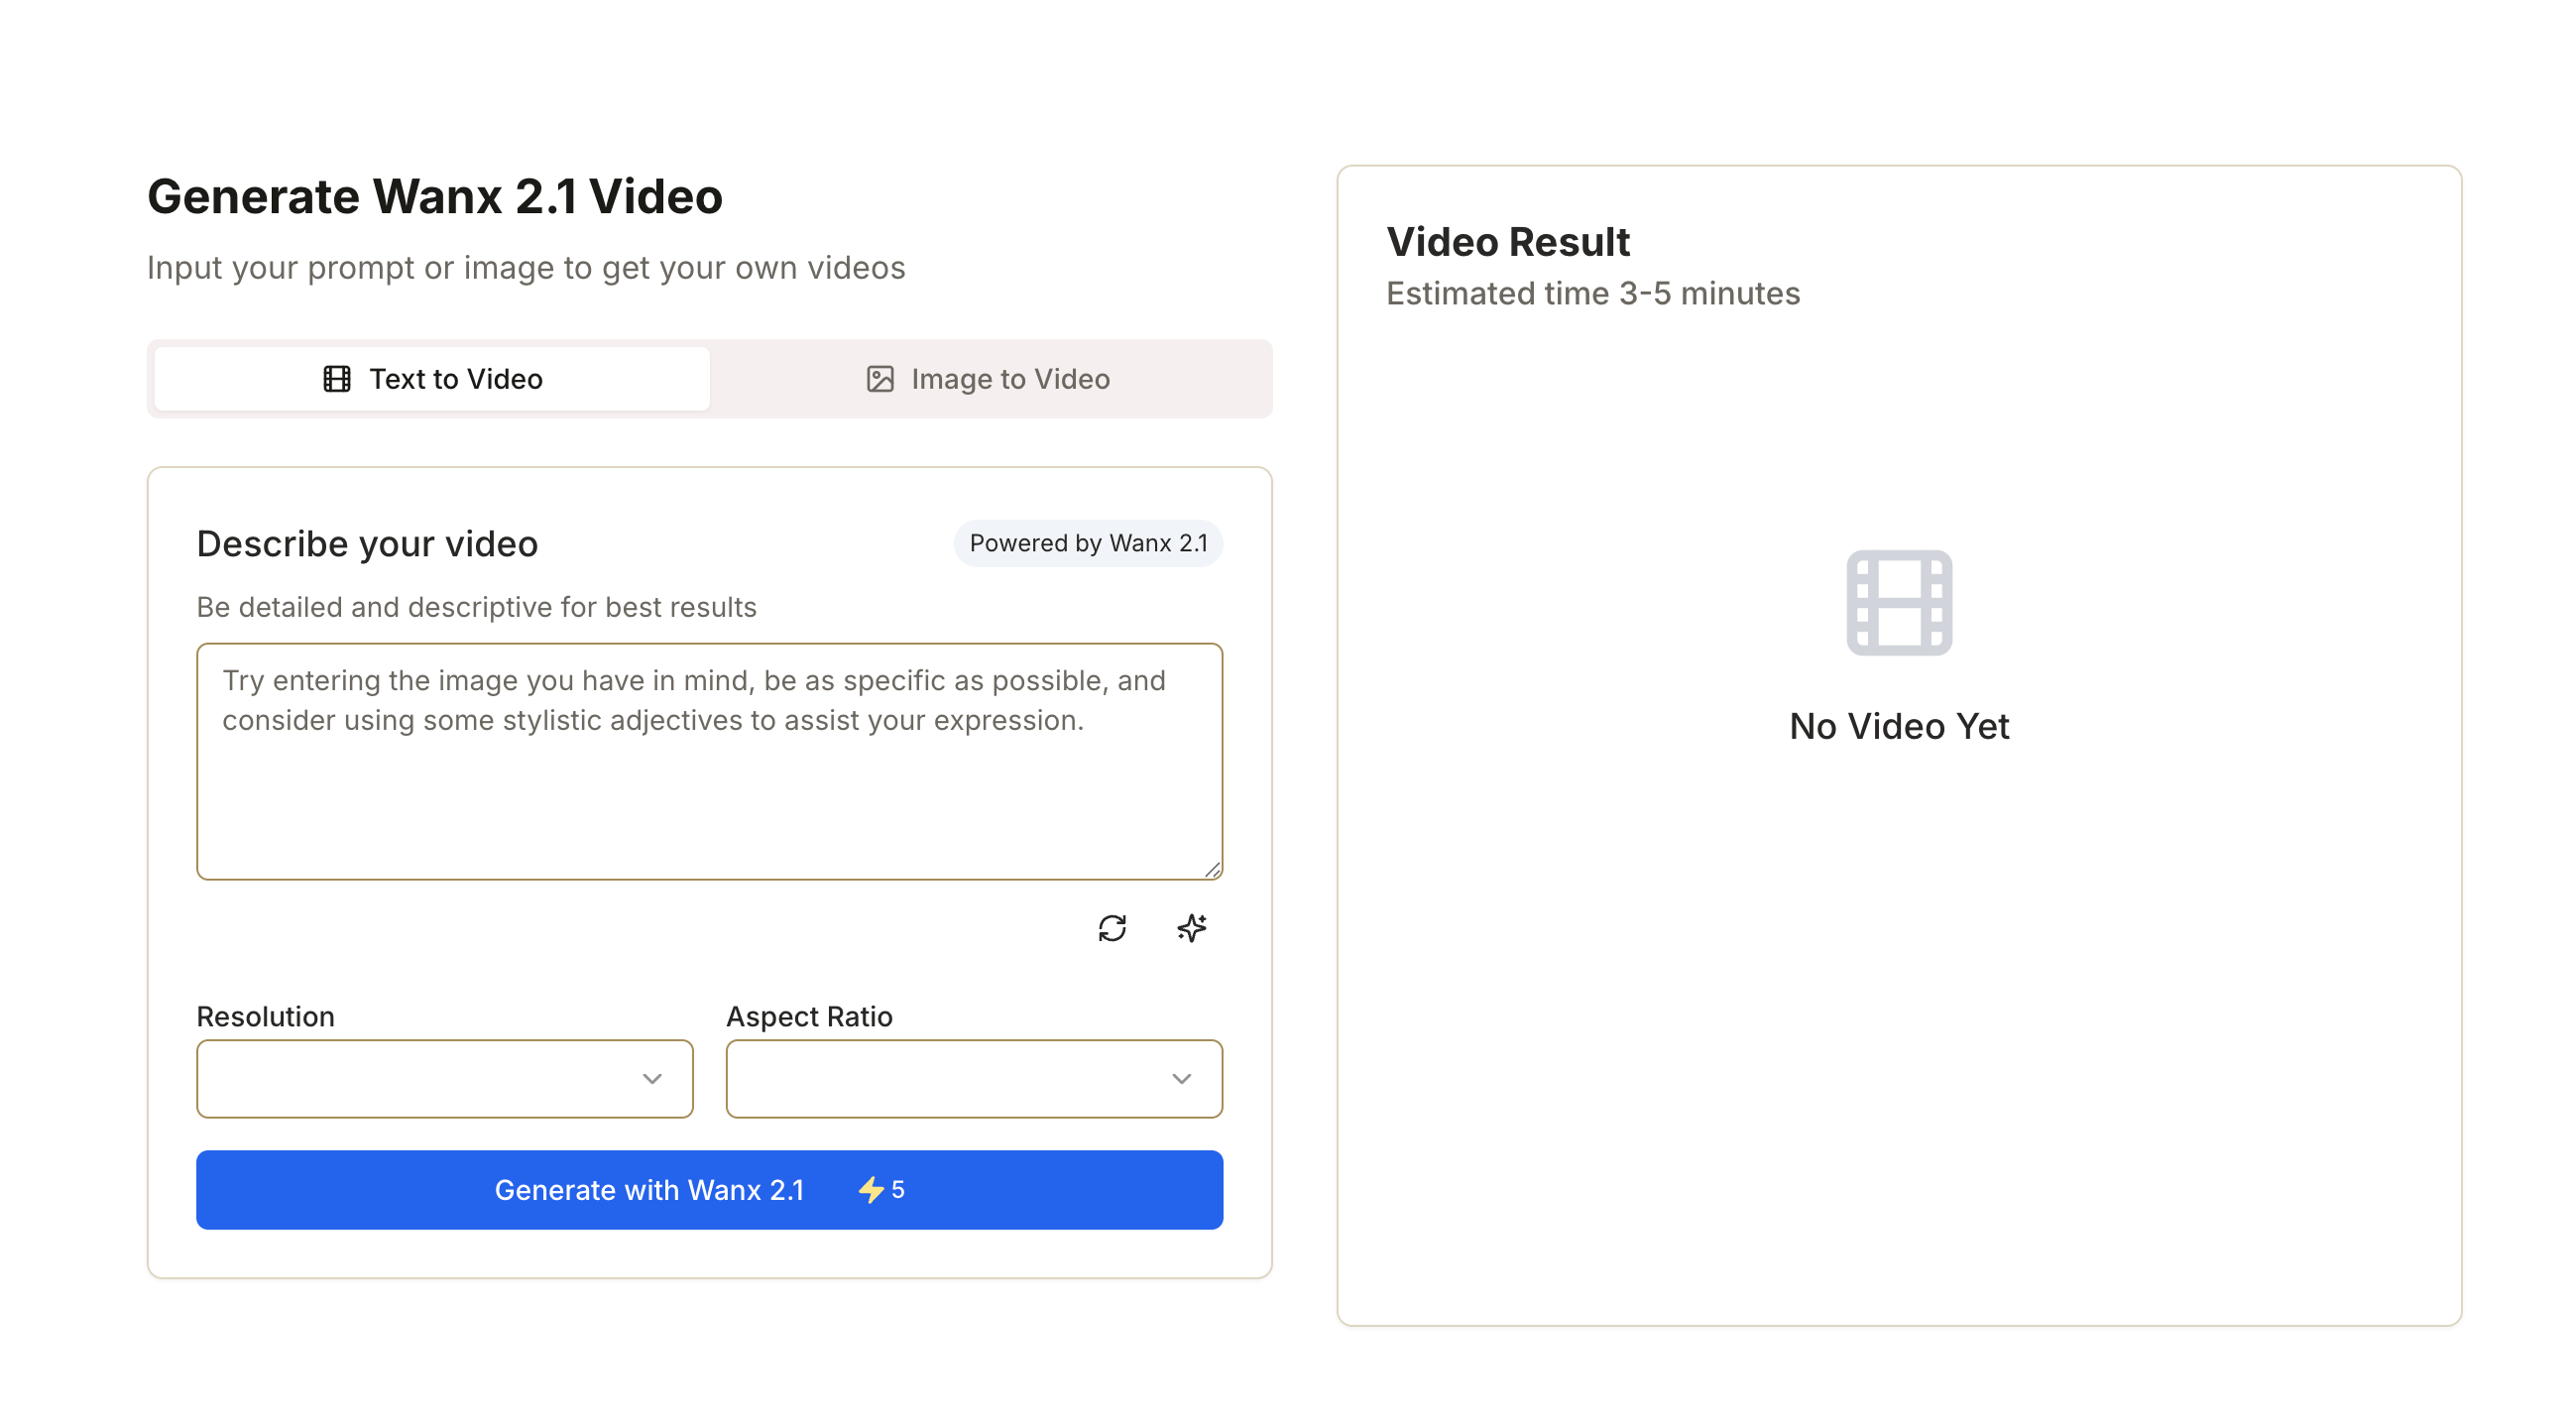 Generate Wanx 2.1 Video
Input your prompt or image to get your own videos
Text to Video
Image to Video
Describe your video
Powered by Wanx 2.1
Be detailed and descriptive for best results
Try entering the image you have in mind, be as specific as possible, and
consider using some stylistic adjectives to assist your expression.
Resolution
Aspect Ratio
Generate with Wanx 2.1
5
Video Result
Estimated time 3-5 minutes
No Video Yet